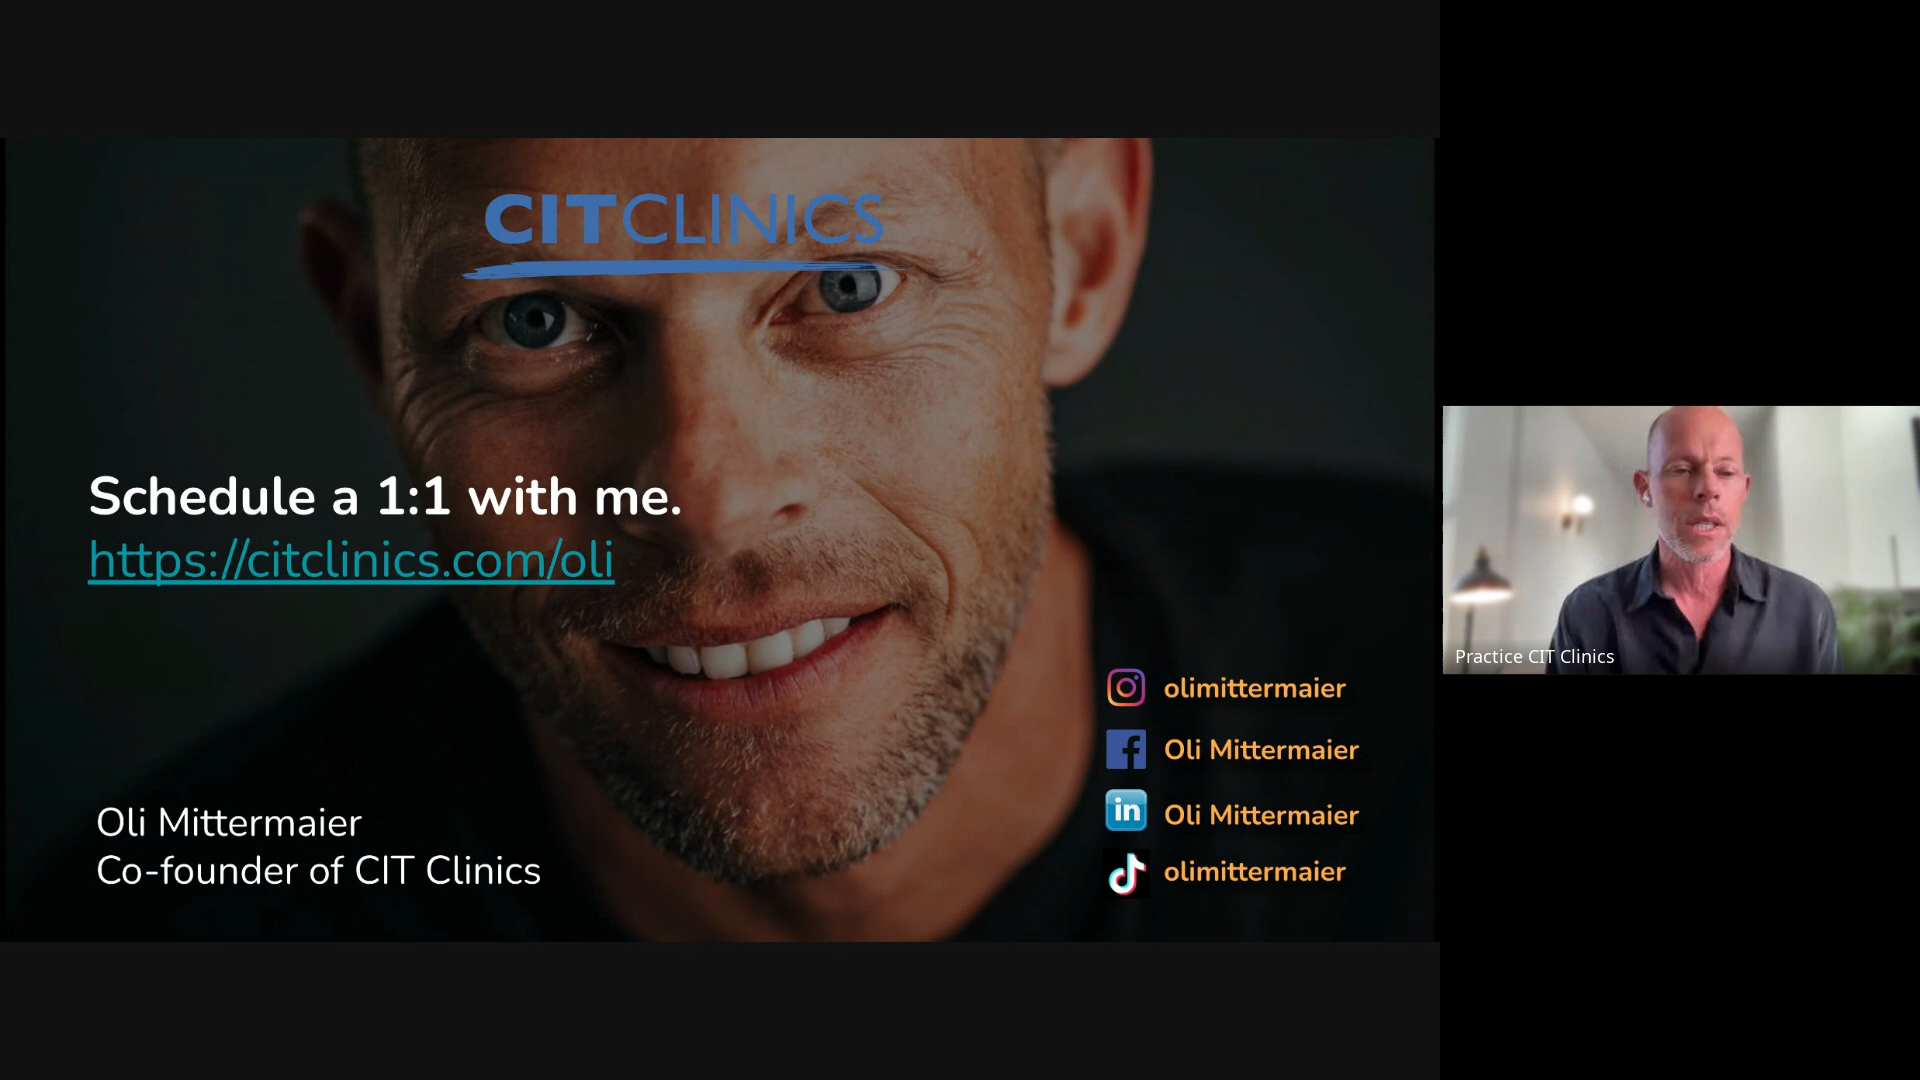 CITCLINICS
Schedule a 1:1 with me.
https://citclinics.com/oli
olimittermaier
Oli Mittermaier
in Oli Mittermaier
olimittermaier
Oli Mittermaier
Co-founder of CIT Clinics
Practice CIT Clinics